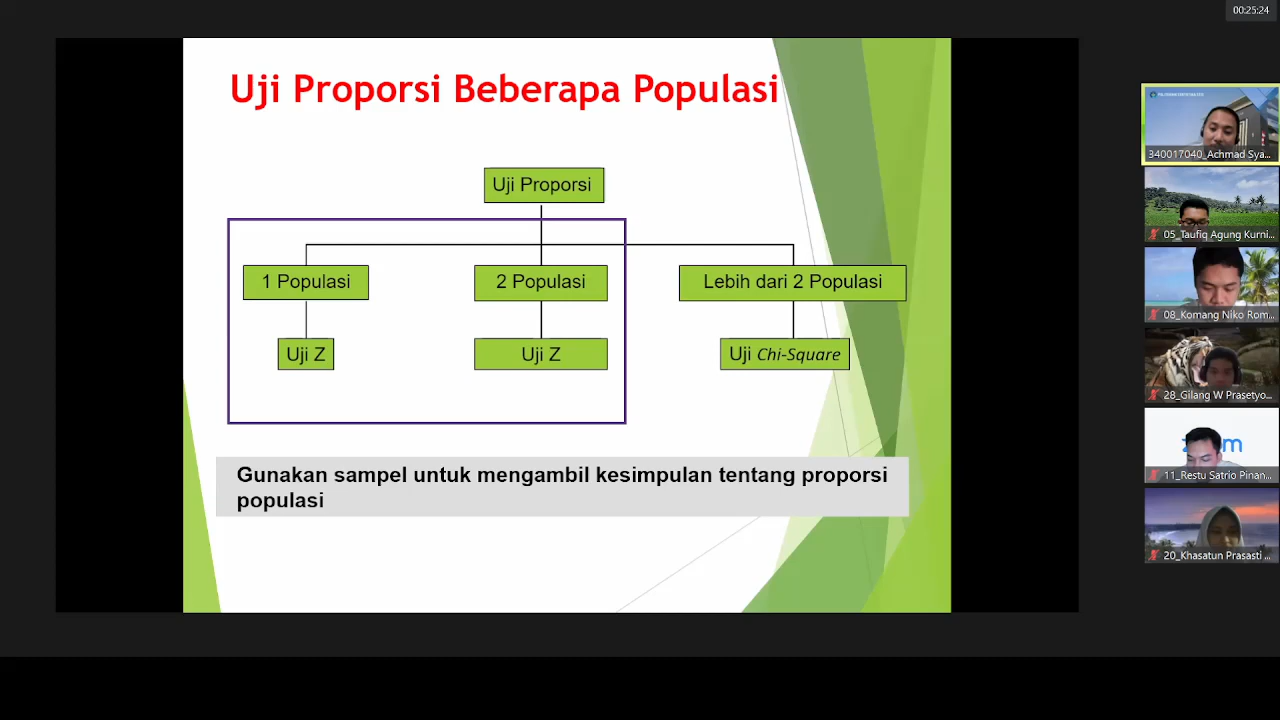 00:25:24
Uji Proporsi Beberapa Populasi
Uji Proporsi
1 Populasi
2 Populasi
Lebih dari 2 Populasi
Uji Z
Uji Z
Uji Chi-Square
Gunakan sampel untuk mengambil kesimpulan tentang proporsi
populasi
340017040_Achmad Sya...
05_Taufiq Agung Kurni...
08_Komang Niko Rom...
28_Gilang W Prasetyo...
11_Restu Satrio Pinan...
20_Khasatun Prasasti ...